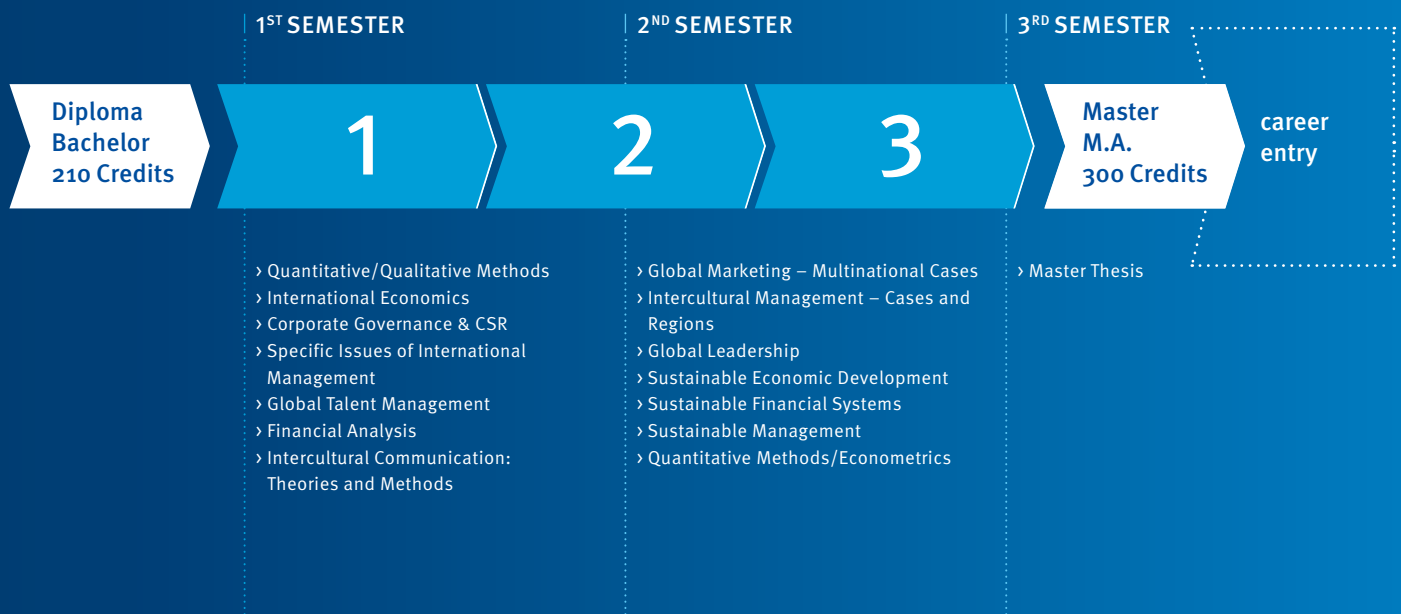 1ST SEMESTER
2ND SEMESTER
3RD SEMESTER
Diploma
Bachelor
210 Credits
1
2
3
Master
M.A.
300 Credits
career
entry
› Quantitative/Qualitative Methods
› International Economics
› Corporate Governance & CSR
› Specific Issues of International
Management
› Global Talent Management
› Financial Analysis
› Intercultural Communication:
Theories and Methods
› Global Marketing – Multinational Cases
› Intercultural Management – Cases and
Regions
› Global Leadership
› Sustainable Economic Development
› Sustainable Financial Systems
› Sustainable Management
› Quantitative Methods/Econometrics
› Master Thesis